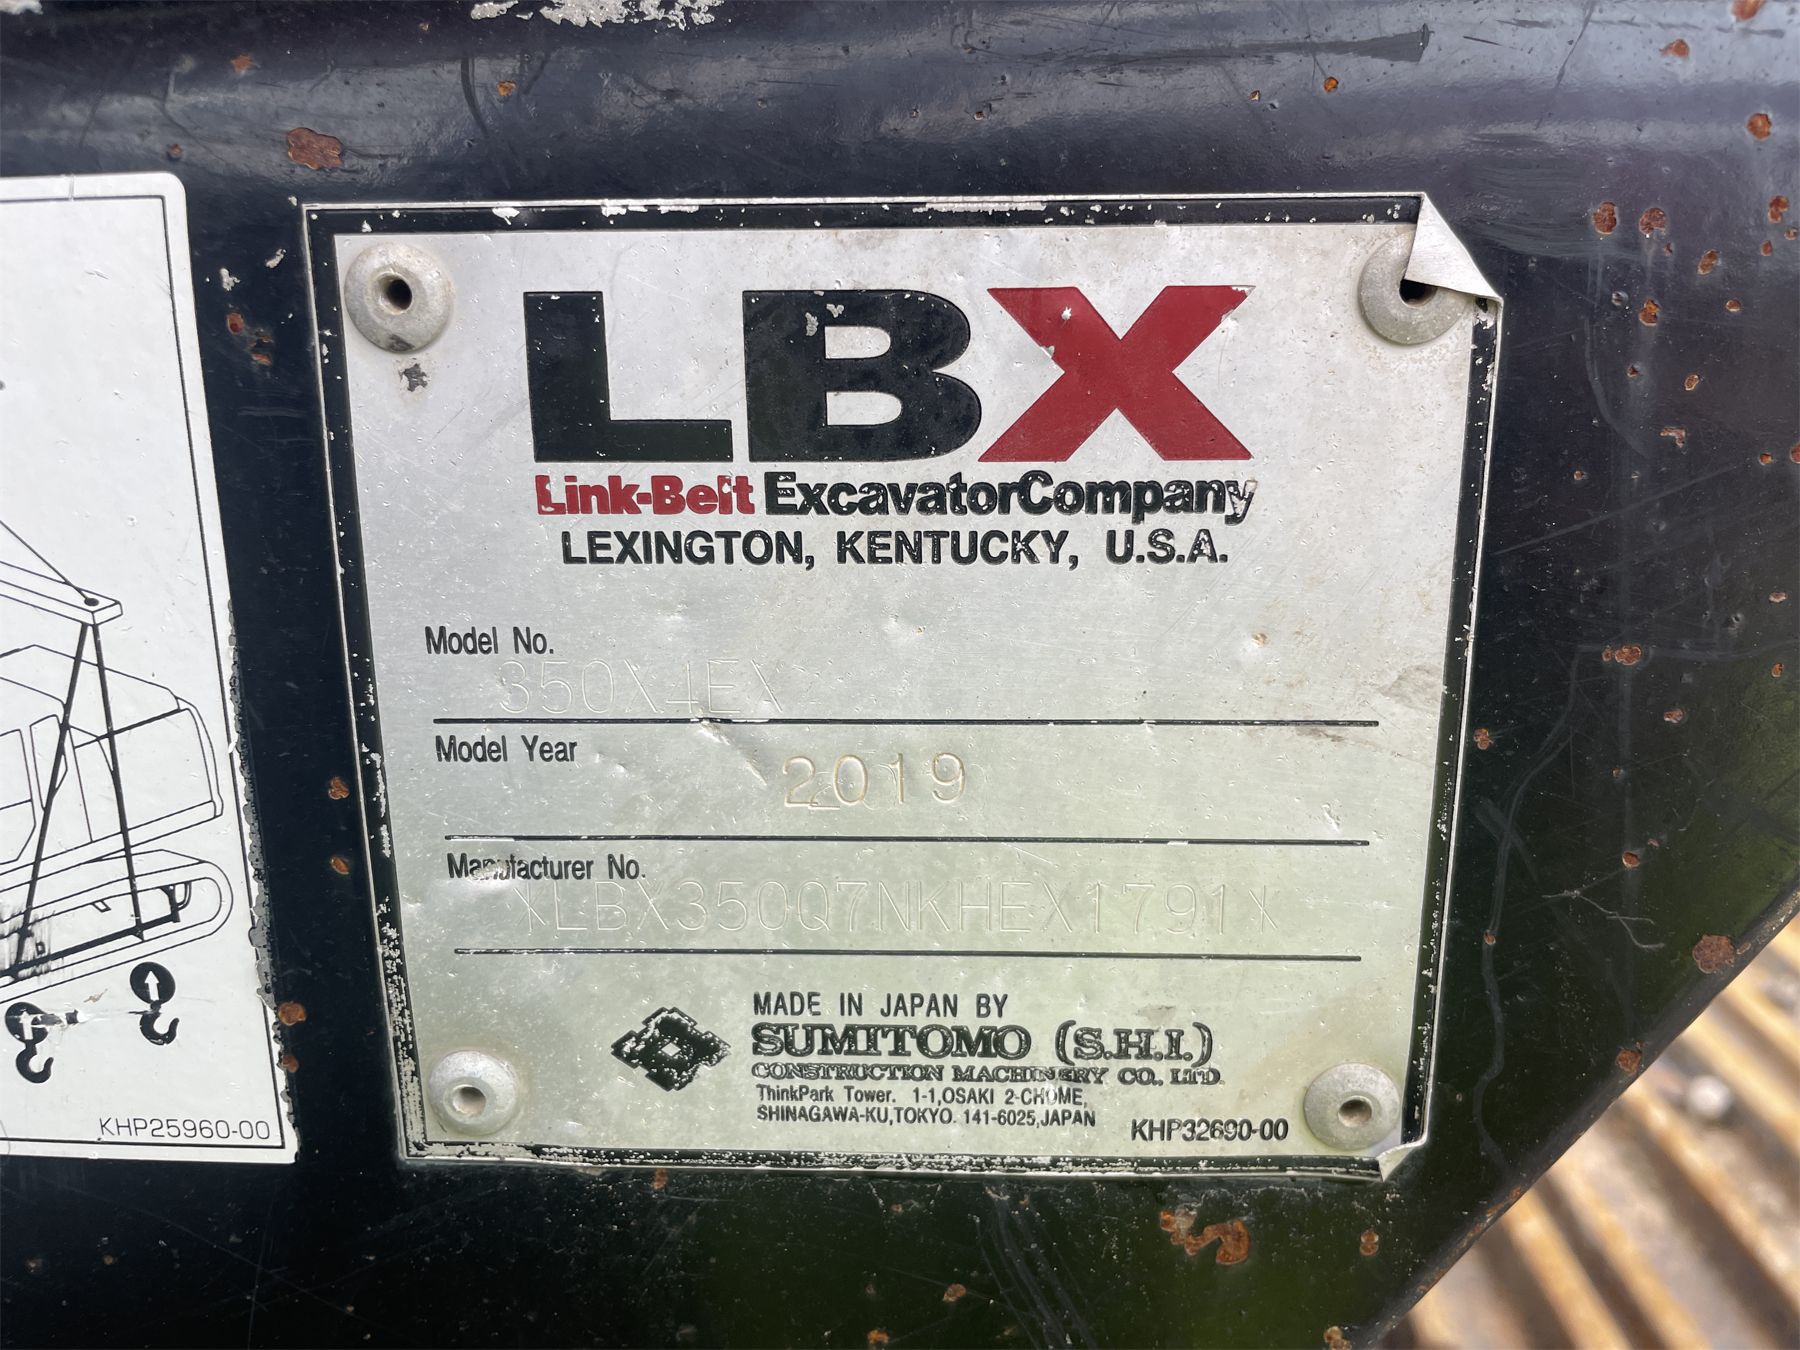 LBX
Link-Belt ExcavatorCompany
LEXINGTON, KENTUCKY, U.S.A.
Model No.
350X4EX
Model Year
2019
Manufacturer No.
XLBX350Q7NKHEX1791X
MADE IN JAPAN BY
SUMITOMO (S.H.I.)
CONSTRUCTION MACHINERY CO., LTD.
ThinkPark Tower. 1-1,OSAKI 2-CHOME,
SHINAGAWA-KU,TOKYO. 141-6025,JAPAN
KHP32690-00
KHP25960-00